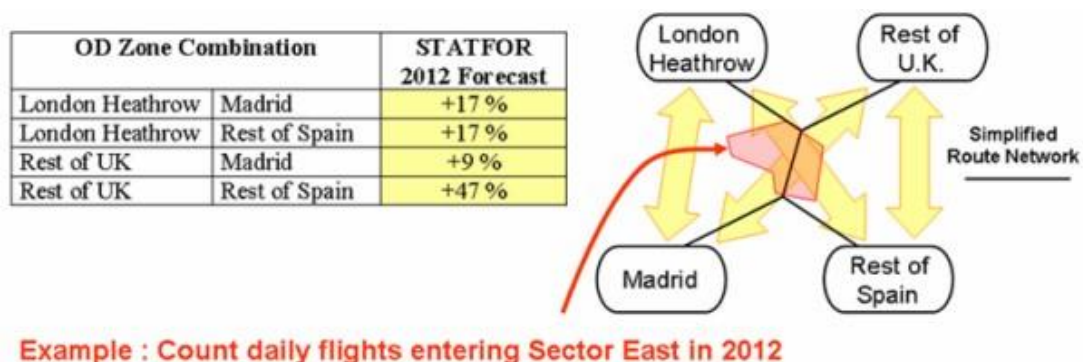 OD Zone Combination STATFOR
2012 Forecast
London Heathrow Madrid +17 %
London Heathrow Rest of Spain +17 %
Rest of UK Madrid +9 %
Rest of UK Rest of Spain +47 %
London
Heathrow
Rest of
U.K.
Simplified
Route Network
Madrid
Rest of
Spain
Example : Count daily flights entering Sector East in 2012